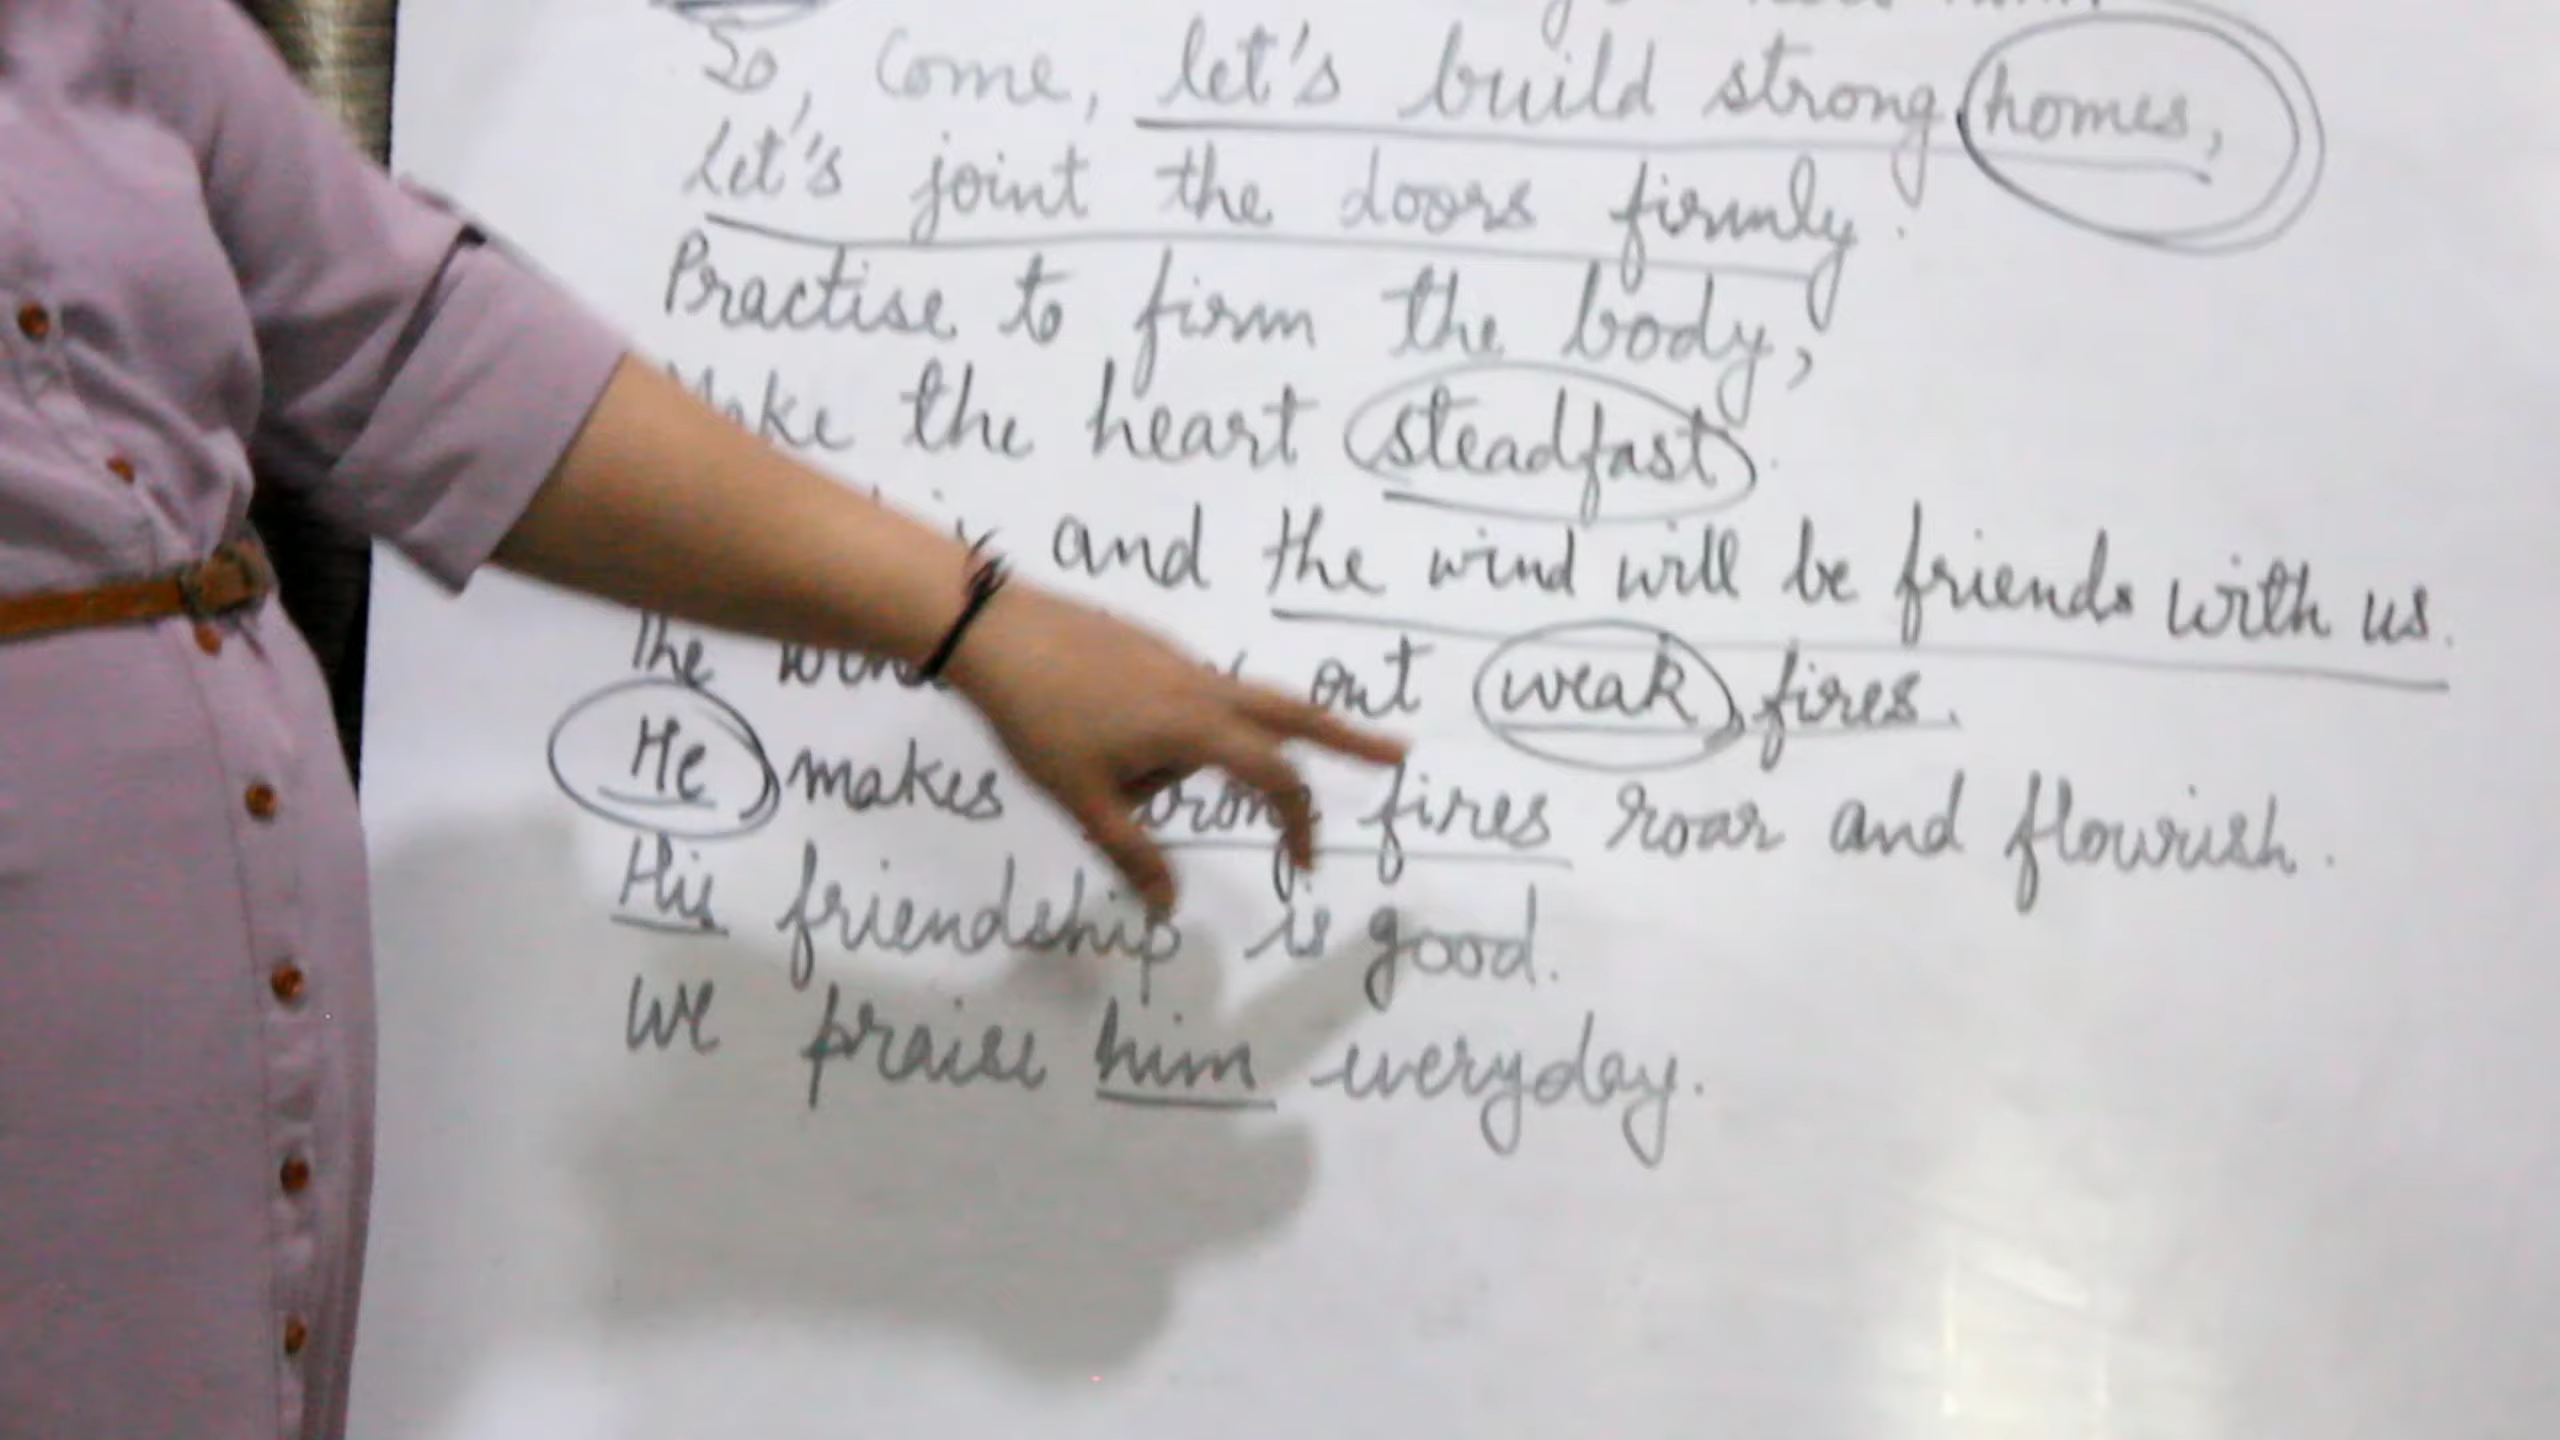 So, Come, let's build strong homes,
Let's joint the doors firmly.
Practise to firm the body,
Make the heart steadfast.
and the wind will be friends with us.
The out weak fires.
He makes strong fires roar and flourish.
His friendship is good.
We praise him everyday.